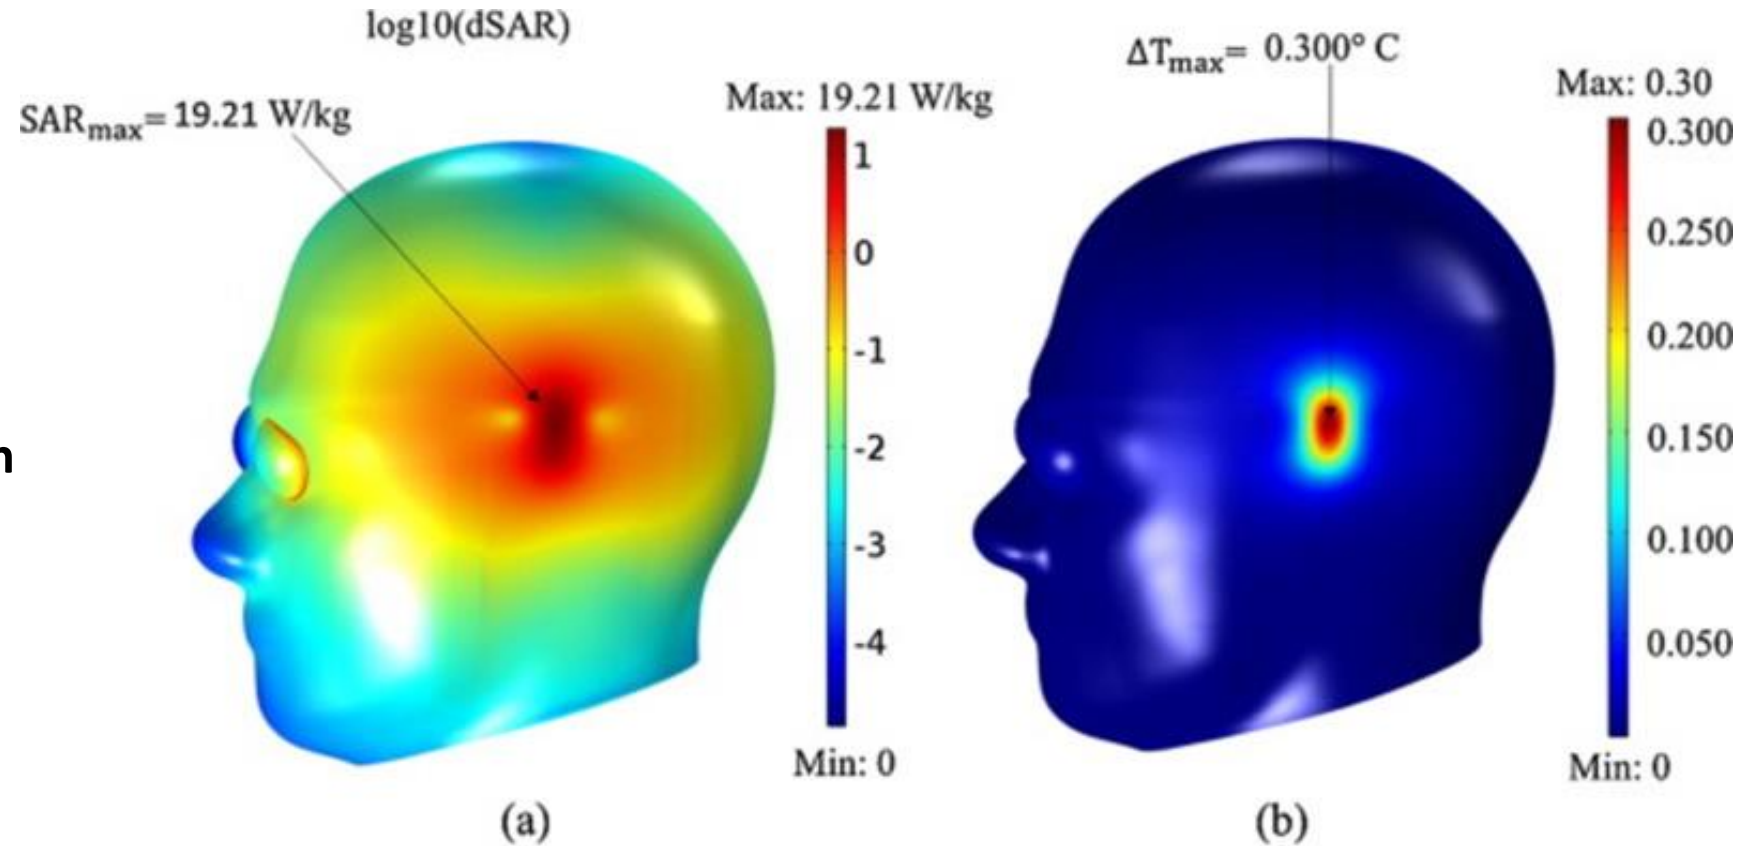 log10(dSAR)
SARmax= 19.21 W/kg
Max: 19.21 W/kg
1
0
-1
-2
-3
-4
Min: 0
(a)
ΔTmax= 0.300° C
Max: 0.30
0.300
0.250
0.200
0.150
0.100
0.050
Min: 0
(b)